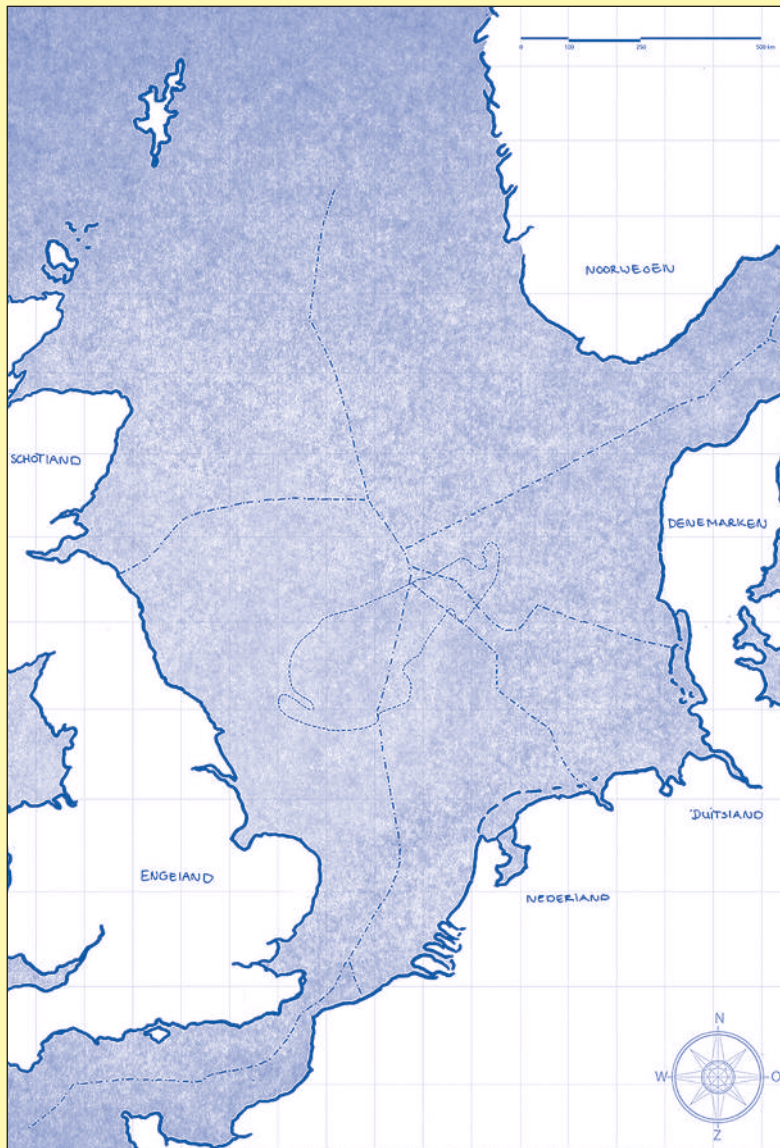 0 100 250 500 km
NOORWEGEN
SCHOTLAND
DENEMARKEN
DUITSLAND
ENGELAND
NEDERLAND
N
W O
Z